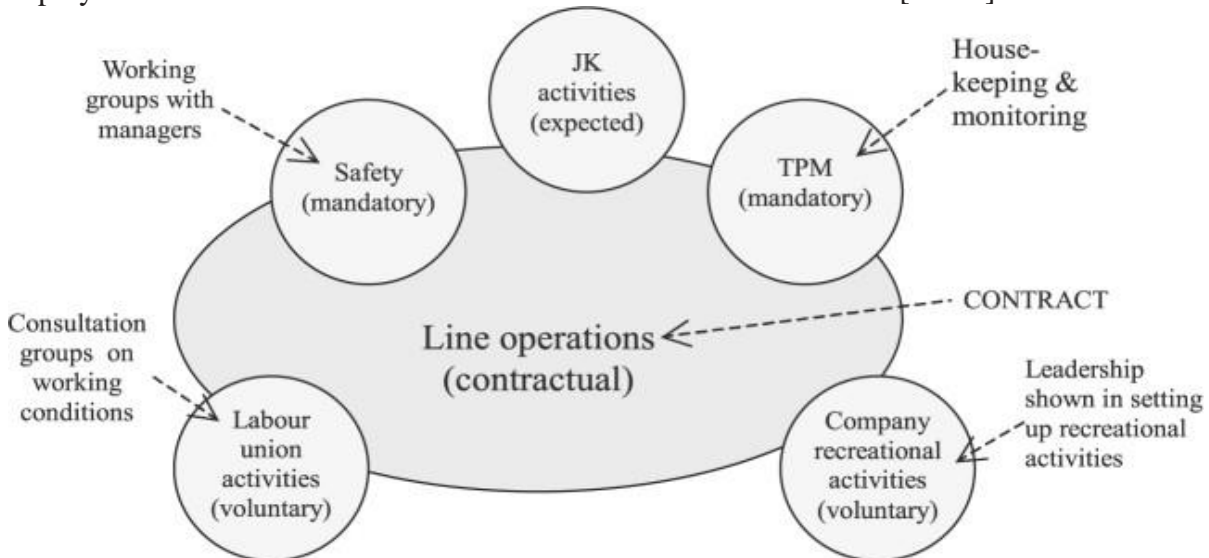 Working
groups with
managers
JK
activities
(expected)
House-
keeping &
monitoring
Safety
(mandatory)
TPM
(mandatory)
CONTRACT
Line operations
(contractual)
Consultation
groups on
working
conditions
Labour
union
activities
(voluntary)
Company
recreational
activities
(voluntary)
Leadership
shown in setting
up recreational
activities